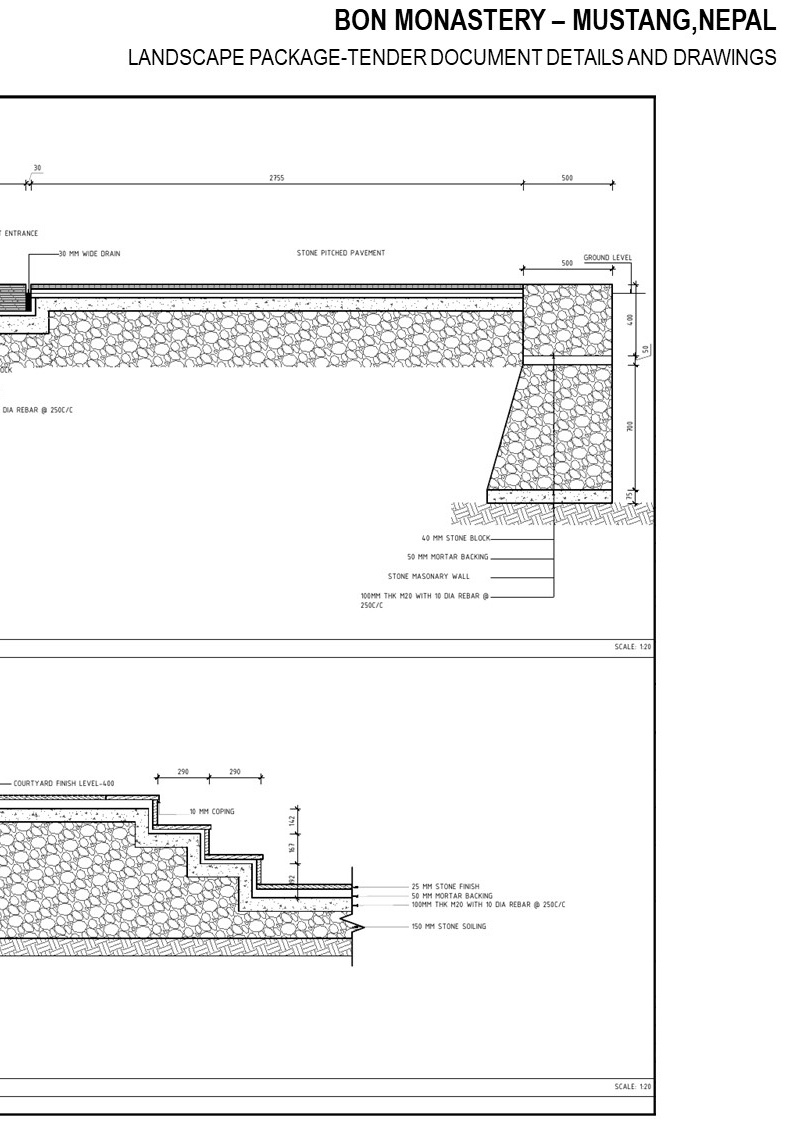 BON MONASTERY – MUSTANG,NEPAL
LANDSCAPE PACKAGE-TENDER DOCUMENT DETAILS AND DRAWINGS
30
2755
500
ENTRANCE
30 MM WIDE DRAIN
STONE PITCHED PAVEMENT
GROUND LEVEL
500
400
50
OCK
DIA REBAR @ 250C/C
700
75
40 MM STONE BLOCK
50 MM MORTAR BACKING
STONE MASONARY WALL
100MM THK M20 WITH 10 DIA REBAR @
250C/C
SCALE: 1:20
290
290
COURTYARD FINISH LEVEL-400
10 MM COPING
142
167
192
25 MM STONE FINISH
50 MM MORTAR BACKING
100MM THK M20 WITH 10 DIA REBAR @ 250C/C
150 MM STONE SOILING
SCALE: 1:20